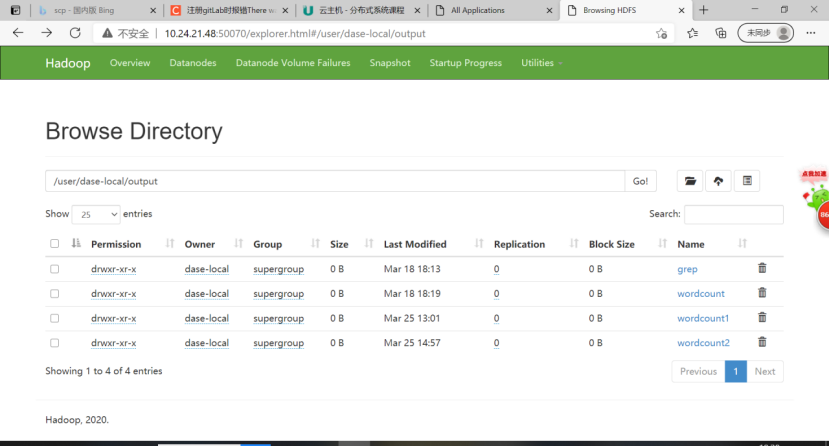 scp - 国内版 Bing
注册gitLab时报错There w
云主机 - 分布式系统课程
All Applications
Browsing HDFS
不安全
10.24.21.48:50070/explorer.html#/user/dase-local/output
未同步
Hadoop Overview Datanodes Datanode Volume Failures Snapshot Startup Progress Utilities
Browse Directory
/user/dase-local/output Go!
Show 25 entries Search:
Permission Owner Group Size Last Modified Replication Block Size Name
drwxr-xr-x dase-local supergroup 0 B Mar 18 18:13 0 0 B grep
drwxr-xr-x dase-local supergroup 0 B Mar 18 18:19 0 0 B wordcount
drwxr-xr-x dase-local supergroup 0 B Mar 25 13:01 0 0 B wordcount1
drwxr-xr-x dase-local supergroup 0 B Mar 25 14:57 0 0 B wordcount2
Showing 1 to 4 of 4 entries Previous 1 Next
Hadoop, 2020.
点我加速